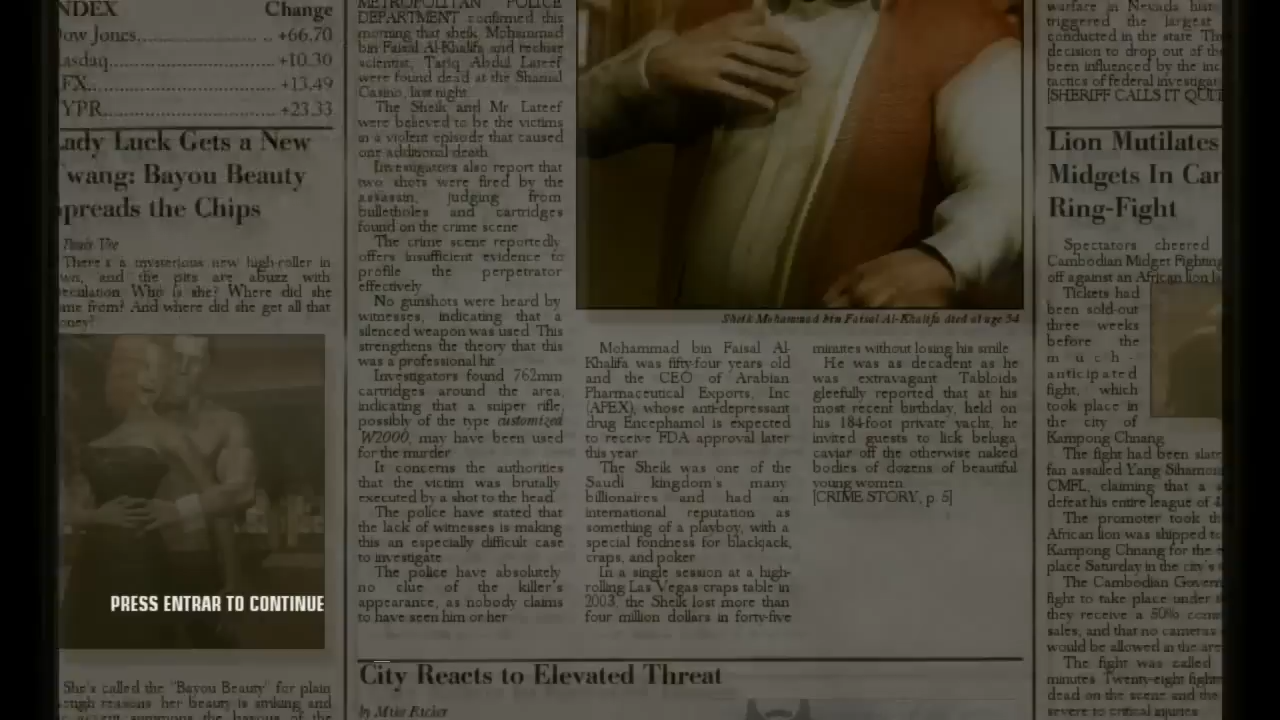 NDEX Change
ow Jones +66.70
asdaq +10.30
FX +13.49
YPR +23.33
ady Luck Gets a New
wang: Bayou Beauty
preads the Chips
There's a mysterious new high-roller in
wn, and the pits are abuzz with
eculation. Who is she? Where did she
me from? And where did she get all that
oney?
PRESS ENTRAR TO CONTINUE
She's called the "Bayou Beauty" for plain
reasons her beauty is striking and
METROPOLITAN POLICE
DEPARTMENT confirmed this
morning that sheik, Mohammad
bin Faisal Al-Khalifa and recluse
scientist, Tariq Abdul Lateef
were found dead at the Shamal
Casino, last night.
The Sheik and Mr Lateef
were believed to be the victims
in a violent episode that caused
one additional death
Investigators also report that
two shots were fired by the
assassin, judging from
bulletholes and cartridges
found on the crime scene
The crime scene reportedly
offers insufficient evidence to
profile the perpetrator
effectively
No gunshots were heard by
witnesses, indicating that a
silenced weapon was used This
strengthens the theory that this
was a professional hit
Investigators found 762mm
cartridges around the area,
indicating that a sniper rifle,
possibly of the type customized
W2000, may have been used
for the murder
It concerns the authorities
that the victim was brutally
executed by a shot to the head
The police have stated that
the lack of witnesses is making
this an especially difficult case
to investigate
The police have absolutely
no clue of the killer's
appearance, as nobody claims
to have seen him or her
Sheik Mohammad bin Faisal Al-Khalifa died at age 54
Mohammad bin Faisal Al-
Khalifa was fifty-four years old
and the CEO of Arabian
Pharmaceutical Exports, Inc
(APEX), whose anti-depressant
drug Encephamol is expected
to receive FDA approval later
this year
The Sheik was one of the
Saudi kingdom's many
billionaires and had an
international reputation as
something of a playboy, with a
special fondness for blackjack,
craps, and poker
In a single session at a high-
rolling Las Vegas craps table in
2003, the Sheik lost more than
four million dollars in forty-five
minutes without losing his smile
He was as decadent as he
was extravagant Tabloids
gleefully reported that at his
most recent birthday, held on
his 184-foot private yacht, he
invited guests to lick beluga
caviar off the otherwise naked
bodies of dozens of beautiful
young women
[CRIME STORY, p 5]
City Reacts to Elevated Threat
by Mike
warfare in Nevada
triggered the largest
conducted in the state
decision to drop out of the
been influenced by the
tactics of federal
[SHERIFF CALLS IT QUIT
Lion Mutilates
Midgets In Ca
Ring-Fight
Spectators cheered
Cambodian Midget Fighting
off against an African lion
Tickets had
been sold-out
three weeks
before the
much-
anticipated
fight, which
took place in
the city of
Kampong Chnang
The fight had been
fan assailed Yang Sihamon
CMFL, claiming that a
defeat his entire league of
The promoter took
African lion was shipped to
Kampong Chnang for the
place Saturday in the city's
The Cambodian Govern
fight to take place under
they receive a 50%
sales, and that no cameras
would be allowed in the
The fight was called
minutes Twenty-eight
dead on the scene and the
severe to critical injuries